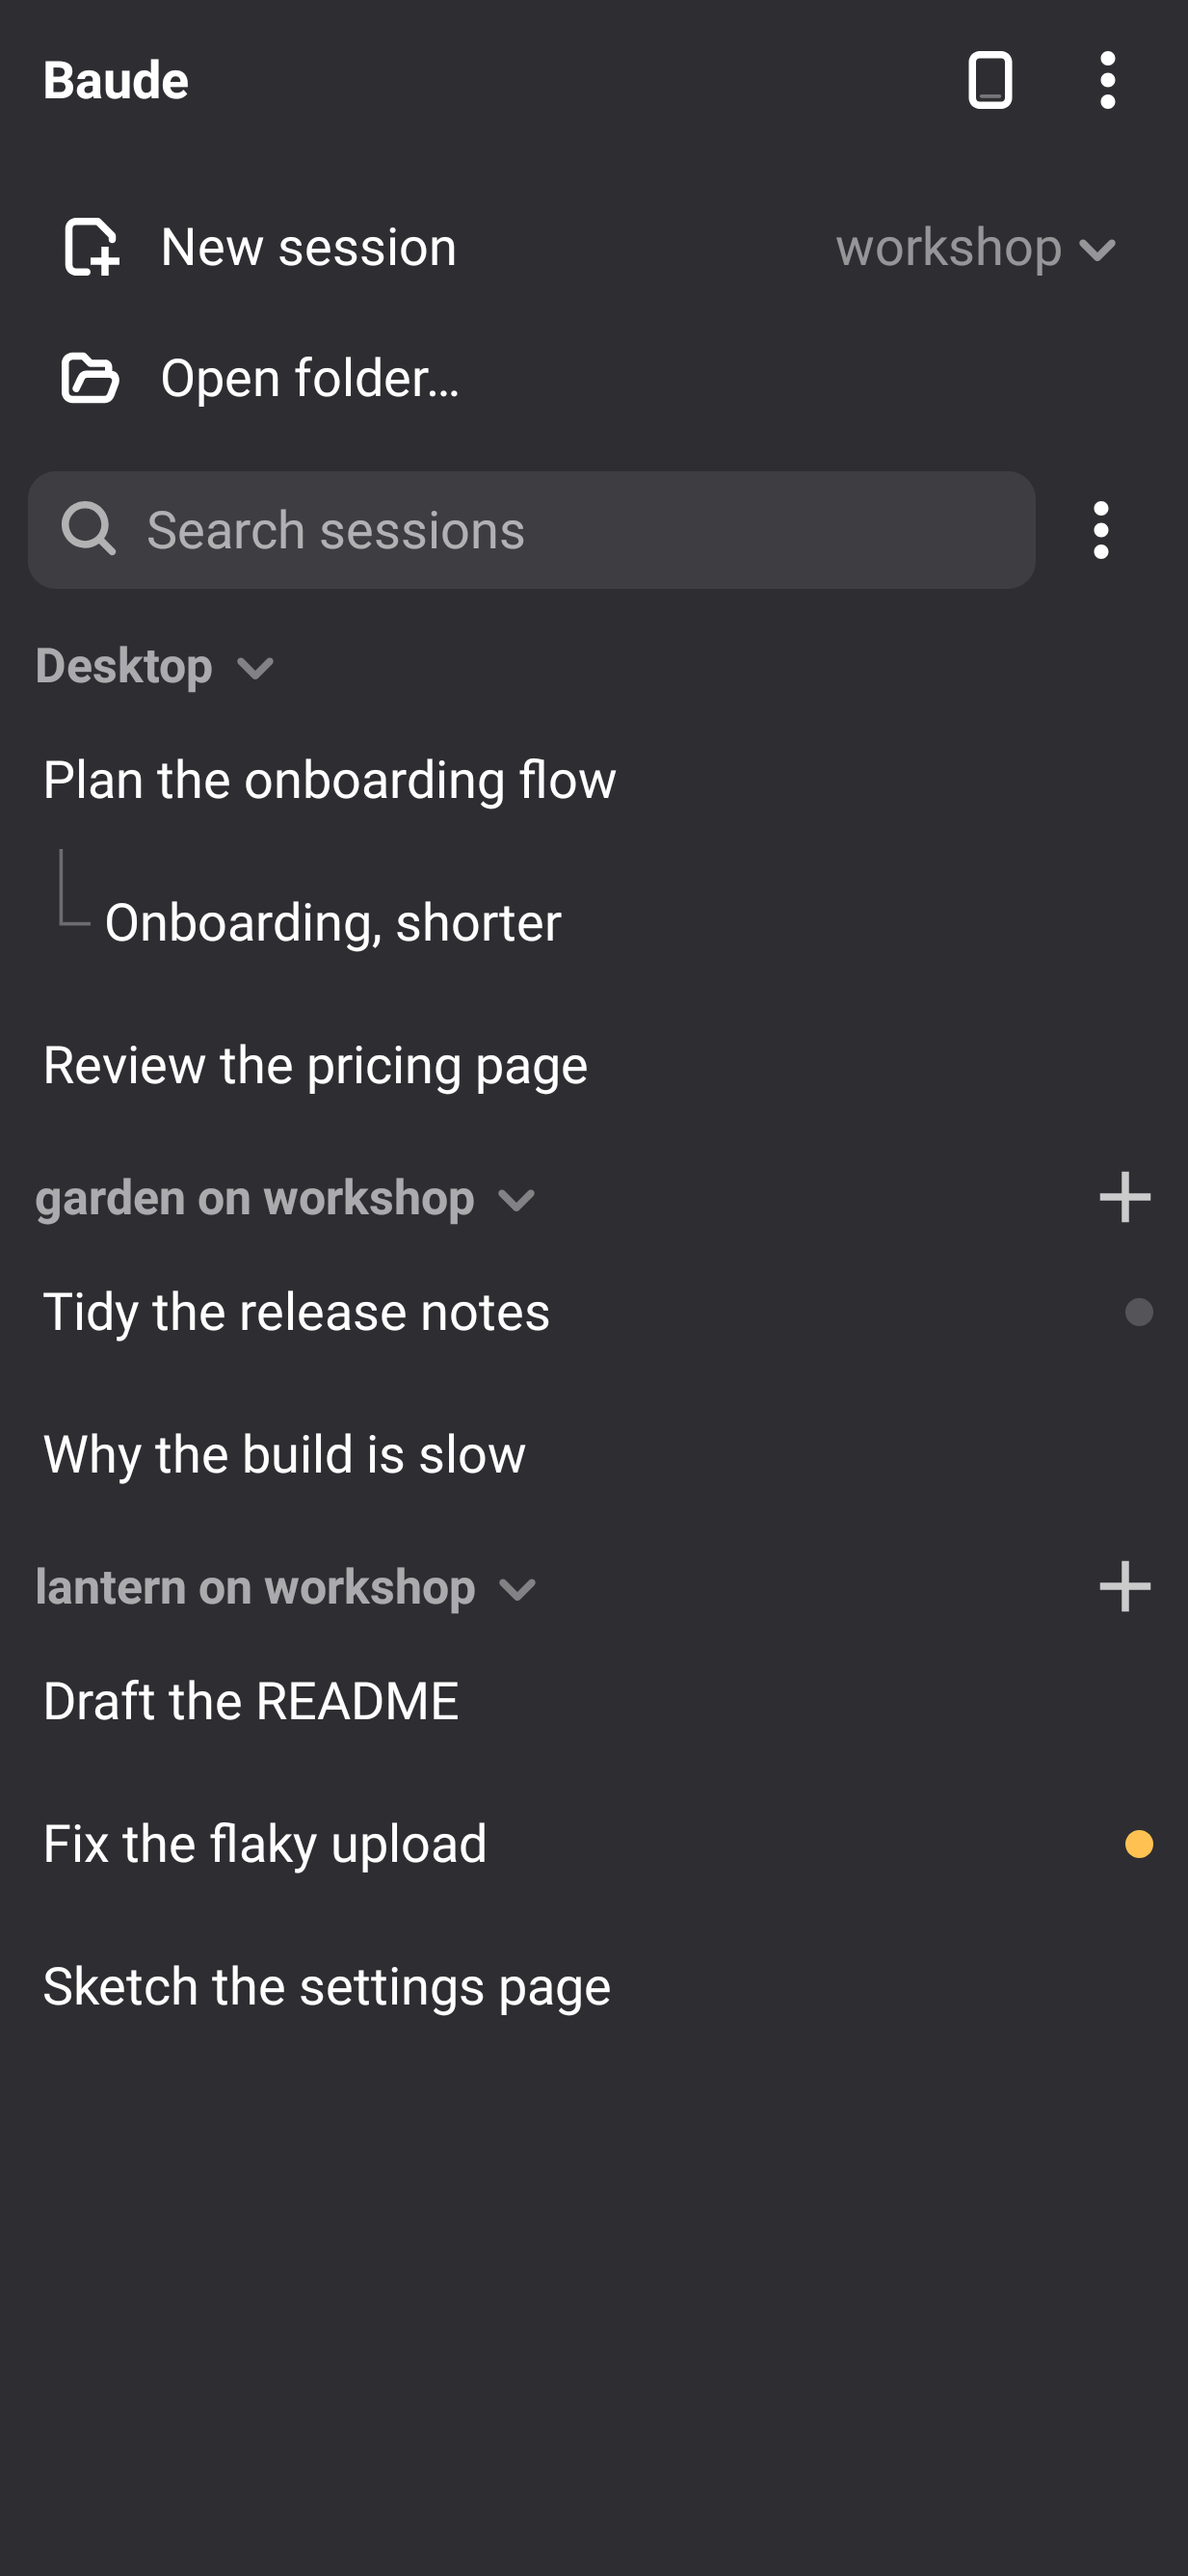 Baude
New session
workshop
Open folder…
Search sessions
Desktop
Plan the onboarding flow
Onboarding, shorter
Review the pricing page
garden on workshop
Tidy the release notes
Why the build is slow
lantern on workshop
Draft the README
Fix the flaky upload
Sketch the settings page